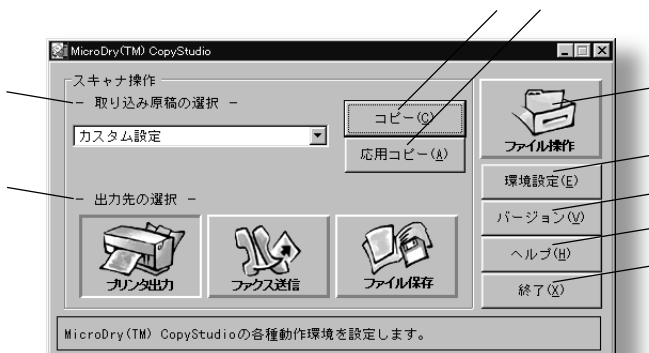 MicroDry(TM) CopyStudio
スキャナ操作
− 取り込み原稿の選択 −
カスタム設定
コピー(C)
応用コピー(A)
− 出力先の選択 −
プリンタ出力
ファクス送信
ファイル保存
ファイル操作
環境設定(E)
バージョン(V)
ヘルプ(H)
終了(X)
MicroDry(TM) CopyStudioの各種動作環境を設定します。